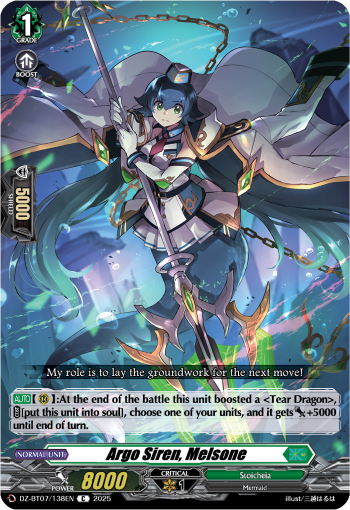 1
GRADE
BOOST
5000
SHIELD
My role is to lay the groundwork for the next move!
AUTO :At the end of the battle this unit boosted a <Tear Dragon>,
[put this unit into soul], choose one of your units, and it gets +5000
until end of turn.
NORMAL UNIT
Argo Siren, Melsone
POWER
8000
CRITICAL
1
Stoicheia
Mermaid
D-BT07/138EN C 2025
illust/三越はるは